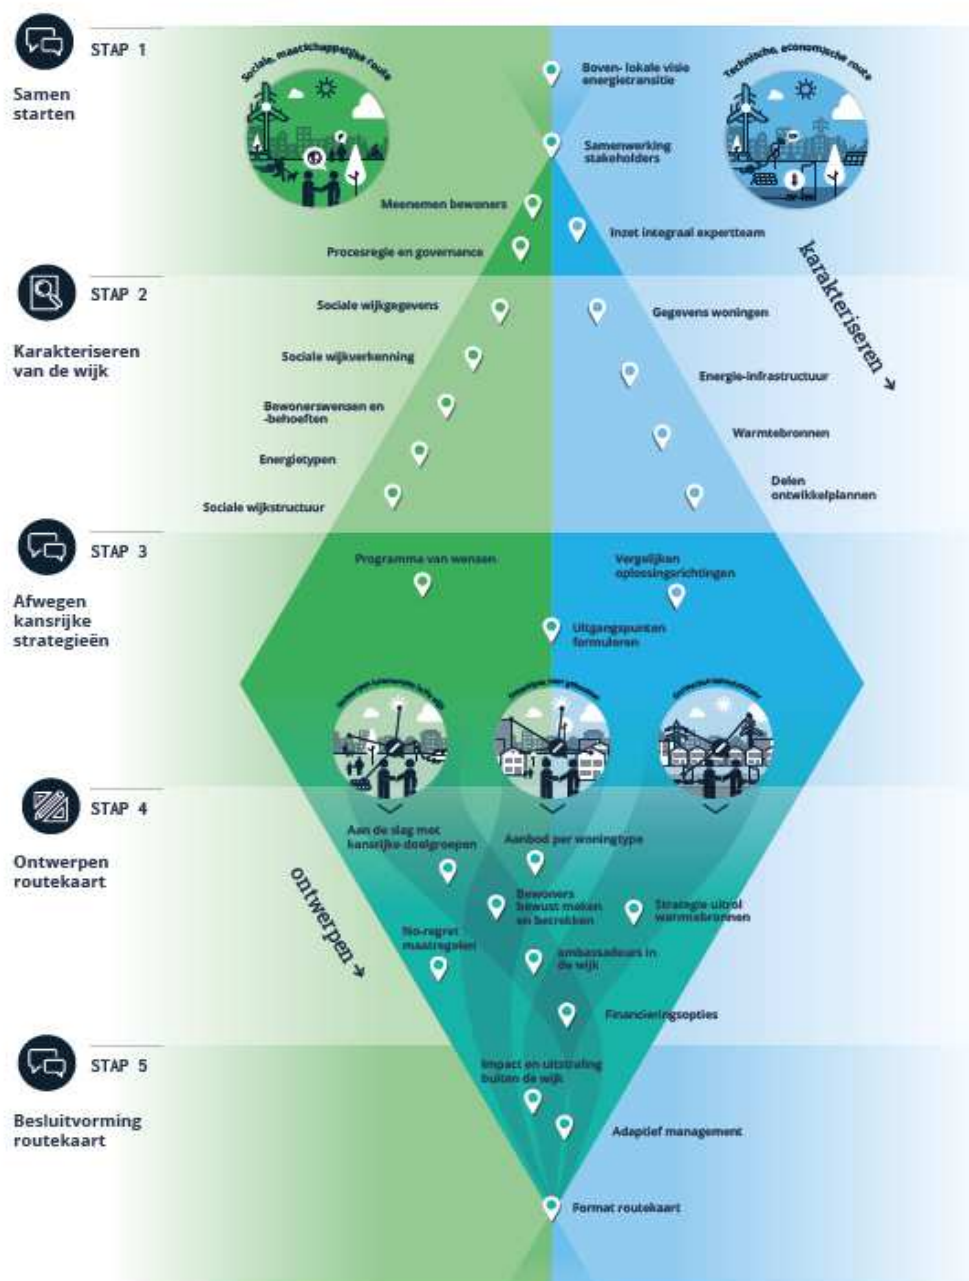 STAP 1
Samen
starten
Sociale, maatschappelijke route
Technische, economische route
Boven- lokale visie
energietransitie
Samenwerking
stakeholders
Meenemen bewoners
Inzet integraal expertteam
Procesregie en governance
karakteriseren
STAP 2
Karakteriseren
van de wijk
Sociale wijkgegevens
Gegevens woningen
Sociale wijkverkenning
Energie-infrastructuur
Bewonerswensen en
-behoeften
Warmtebronnen
Energietypen
Delen
ontwikkelplannen
Sociale wijkstructuur
STAP 3
Afwegen
kansrijke
strategieën
Programma van wensen
Vergelijken
oplossingsrichtingen
Uitgangspunten
formuleren
STAP 4
Ontwerpen
routekaart
Aan de slag met
kansrijke doelgroepen
Aanbod per woningtype
ontwerpen
Bewoners
bewust maken
en betrekken
Strategie uitrol
warmtebronnen
No-regret
maatregelen
ambassadeurs in
de wijk
Financieringsopties
STAP 5
Besluitvorming
routekaart
Impact en uitstraling
buiten de wijk
Adaptief management
Format routekaart